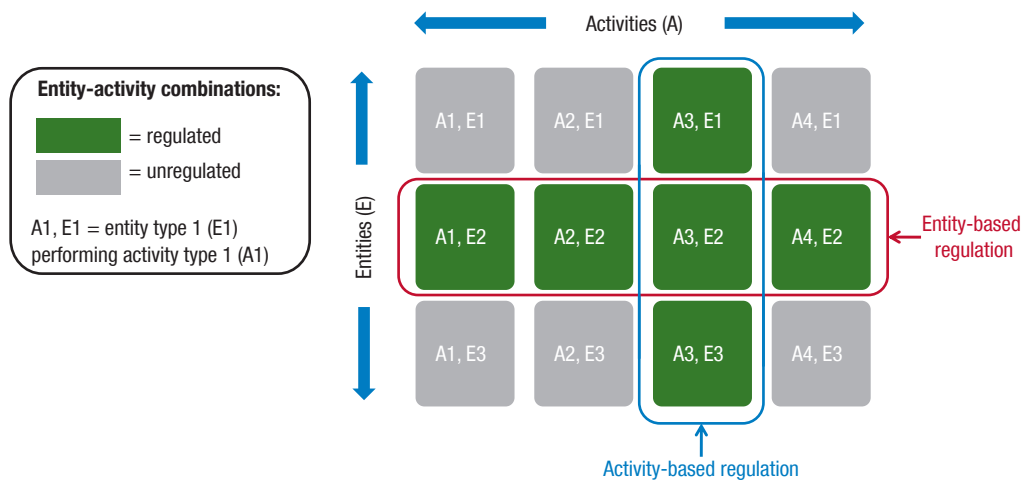 Activities (A)
Entity-activity combinations:
= regulated
= unregulated
A1, E1 = entity type 1 (E1)
performing activity type 1 (A1)
Entities (E)
A1, E1
A2, E1
A3, E1
A4, E1
A1, E2
A2, E2
A3, E2
A4, E2
Entity-based
regulation
A1, E3
A2, E3
A3, E3
A4, E3
Activity-based regulation